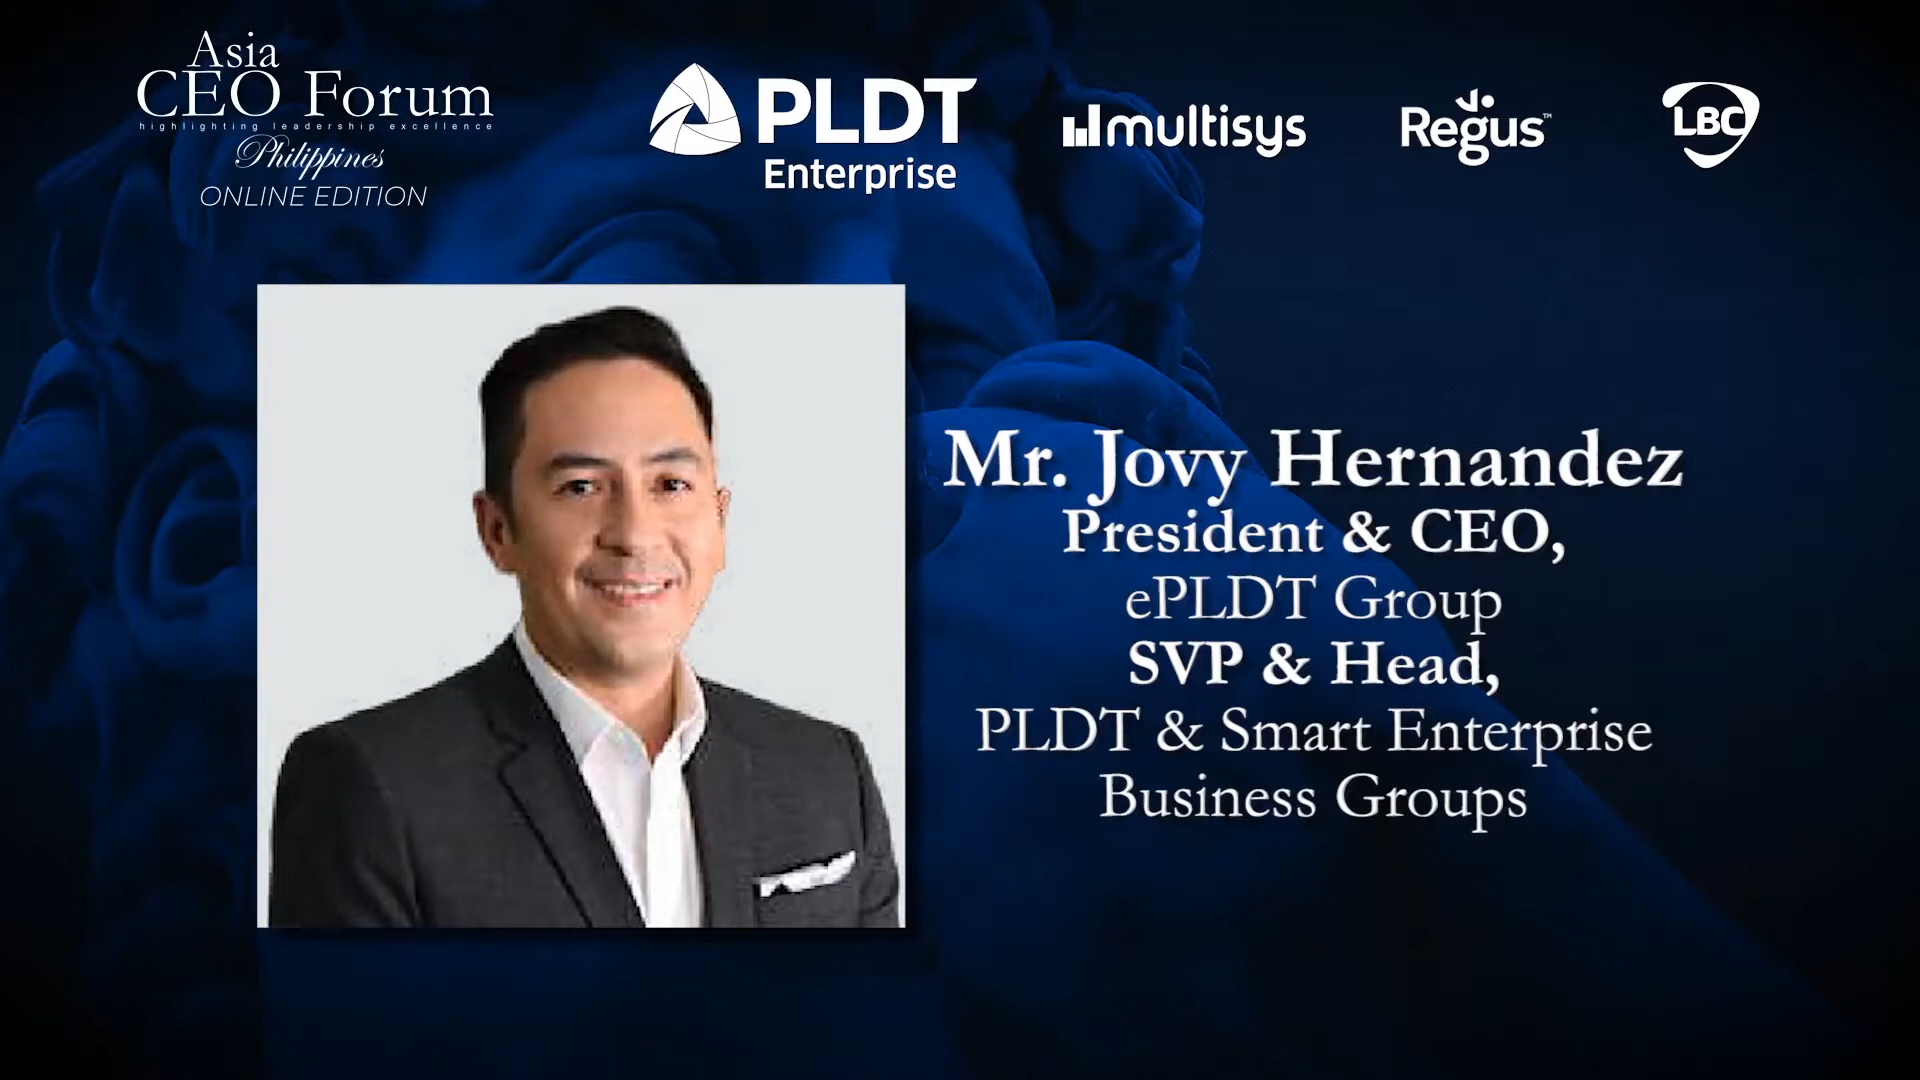 Asia
CEO Forum
highlighting leadership excellence
Philippines
ONLINE EDITION
PLDT
Enterprise
multisys
Regus™
LBC
Mr. Jovy Hernandez
President & CEO,
ePLDT Group
SVP & Head,
PLDT & Smart Enterprise
Business Groups